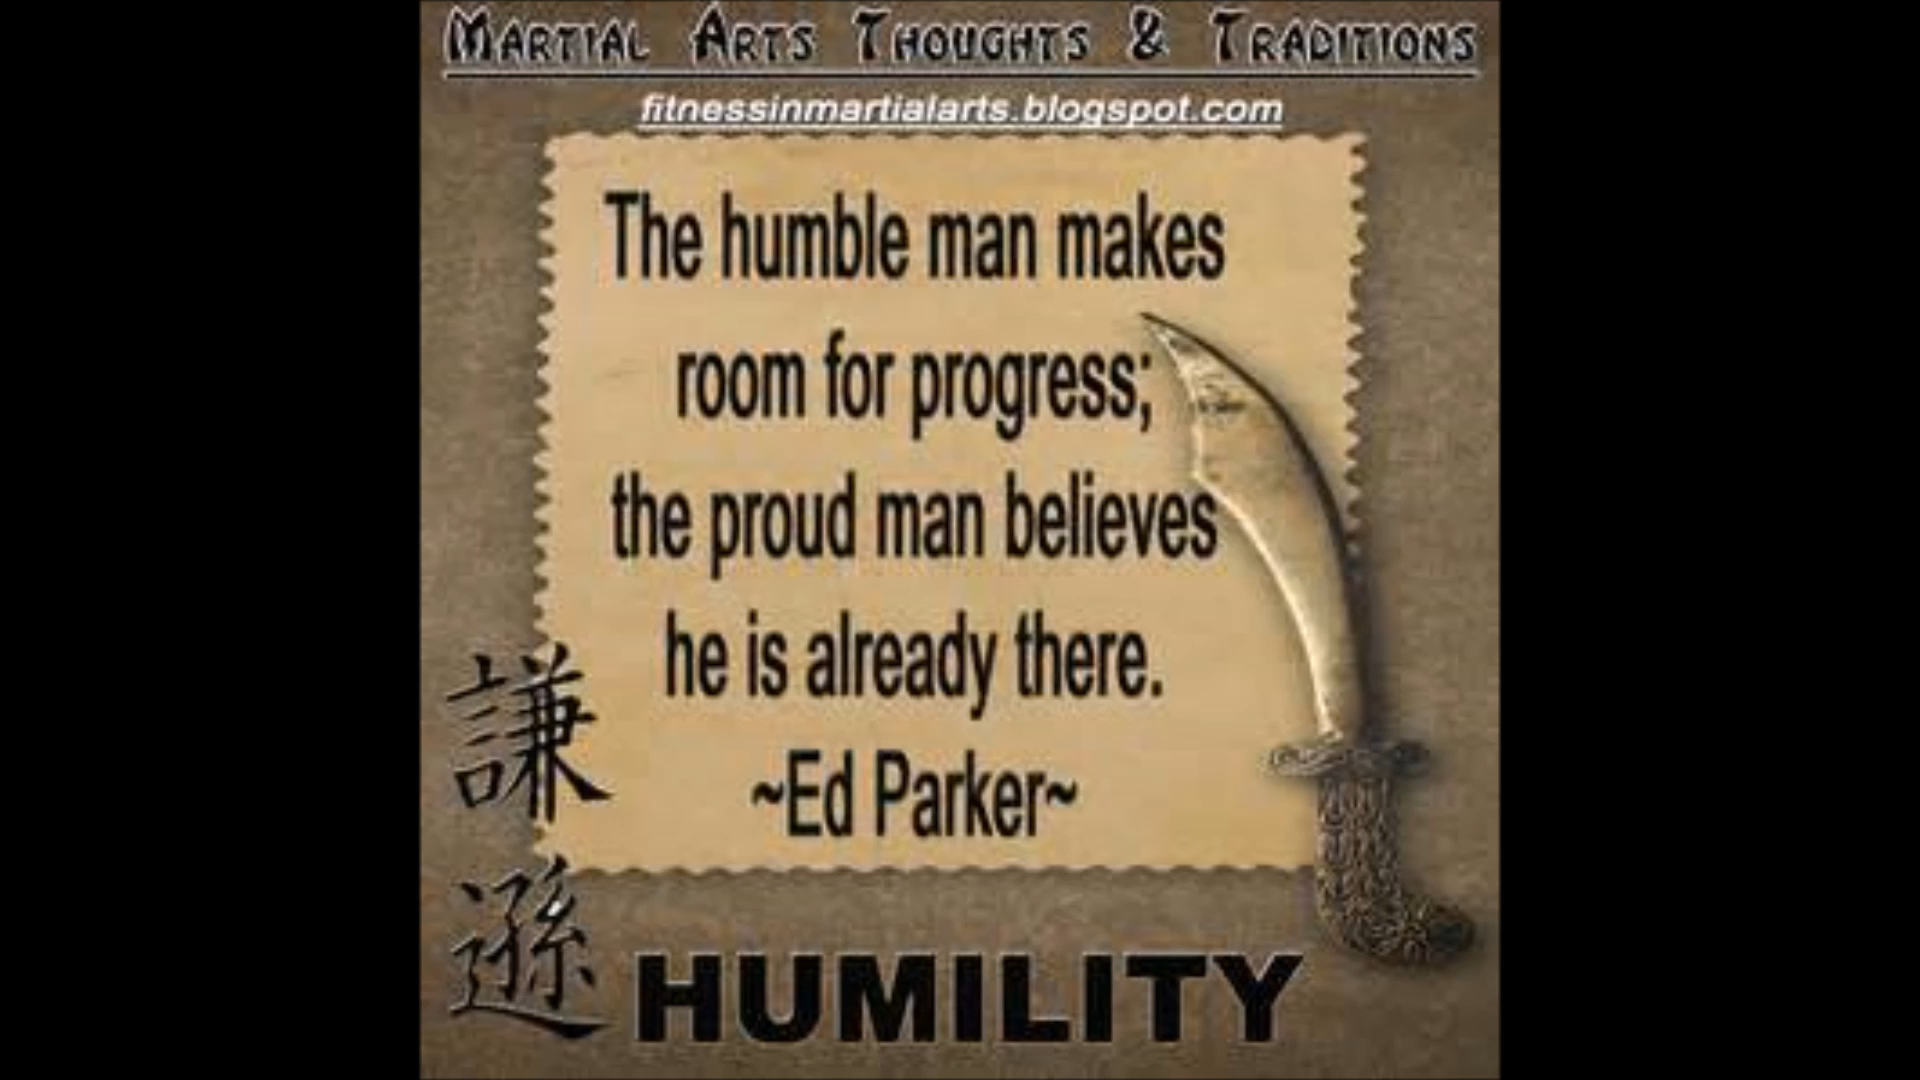 MARTIAL ARTS THOUGHTS & TRADITIONS
fitnessinmartialarts.blogspot.com
The humble man makes
room for progress;
the proud man believes
he is already there.
~Ed Parker~
謙
遜
HUMILITY